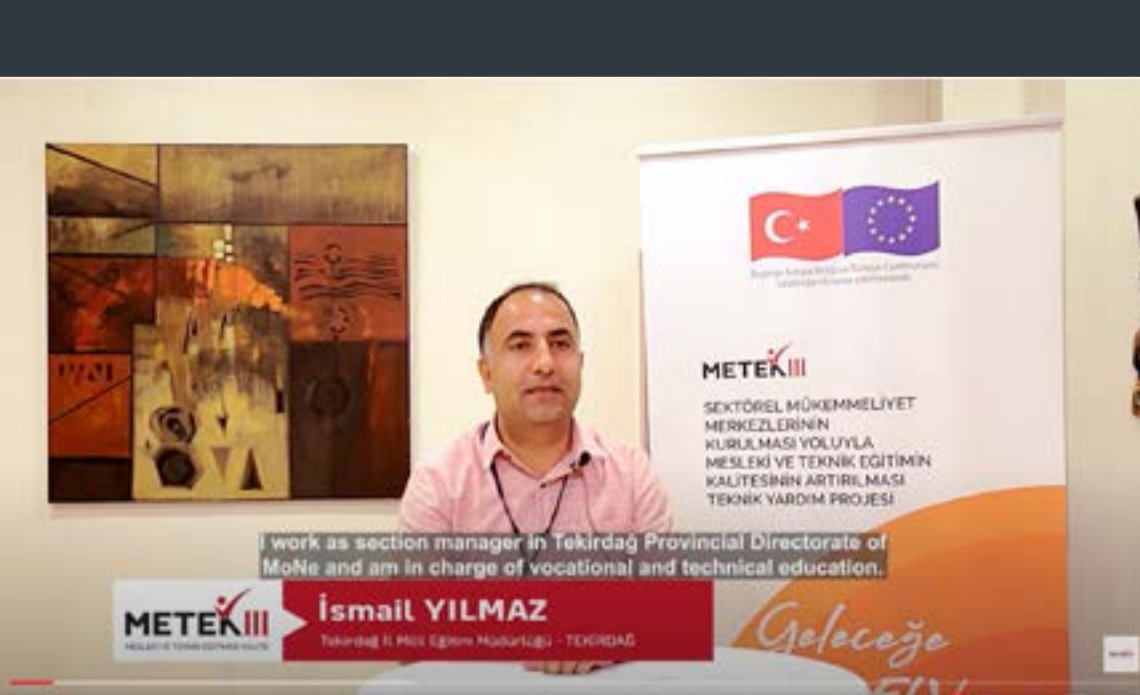 METEK III
SEKTÖREL MÜKEMMELİYET
MERKEZLERİNİN
KURULMASI YOLUYLA
MESLEKİ VE TEKNİK EĞİTİMİN
KALİTESİNİN ARTIRILMASI
TEKNİK YARDIM PROJESİ
I work as section manager in Tekirdağ Provincial Directorate of
MoNe and am in charge of vocational and technical education.
METEK III
İsmail YILMAZ
Tekirdağ İl Milli Eğitim Müdürlüğü - TEKİRDAĞ
Geleceğe